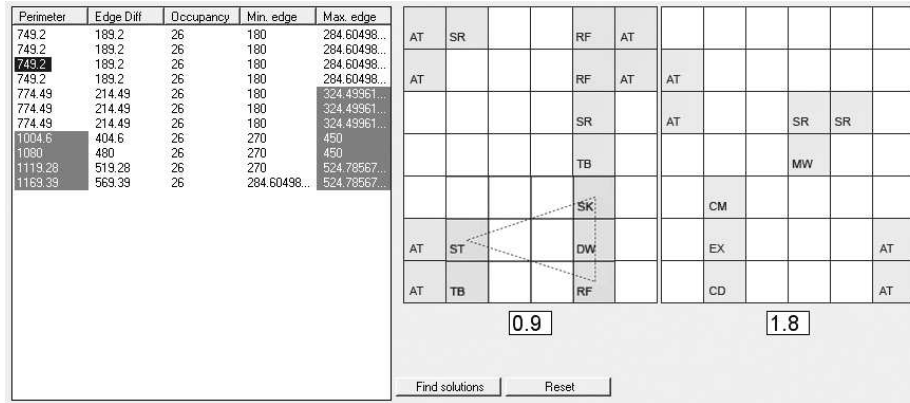 Perimeter Edge Diff Occupancy Min. edge Max. edge
749.2 189.2 26 180 284.60498...
749.2 189.2 26 180 284.60498...
749.2 189.2 26 180 284.60498...
749.2 189.2 26 180 284.60498...
774.49 214.49 26 180 324.49961...
774.49 214.49 26 180 324.49961...
774.49 214.49 26 180 324.49961...
1004.6 404.6 26 270 450
1080 480 26 270 450
1119.28 519.28 26 270 524.78567...
1169.39 569.39 26 284.60498... 524.78567...
AT SR RF AT
AT RF AT AT
SR AT SR SR
TB MW
SK CM
AT ST DW EX AT
AT TB RF CD AT
0.9 1.8
Find solutions Reset